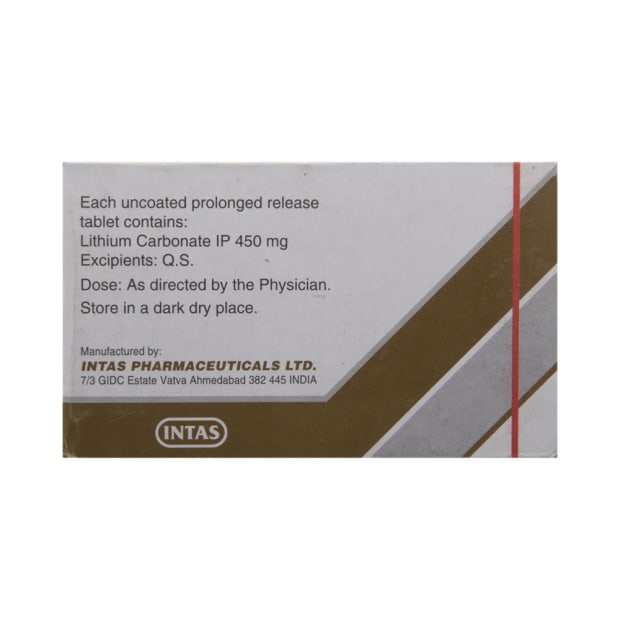 Each uncoated prolonged release
tablet contains:
Lithium Carbonate IP 450 mg
Excipients: Q.S.
Dose: As directed by the Physician.
Store in a dark dry place.
Manufactured by:
INTAS PHARMACEUTICALS LTD.
7/3 GIDC Estate Vatva Ahmedabad 382 445 INDIA
INTAS